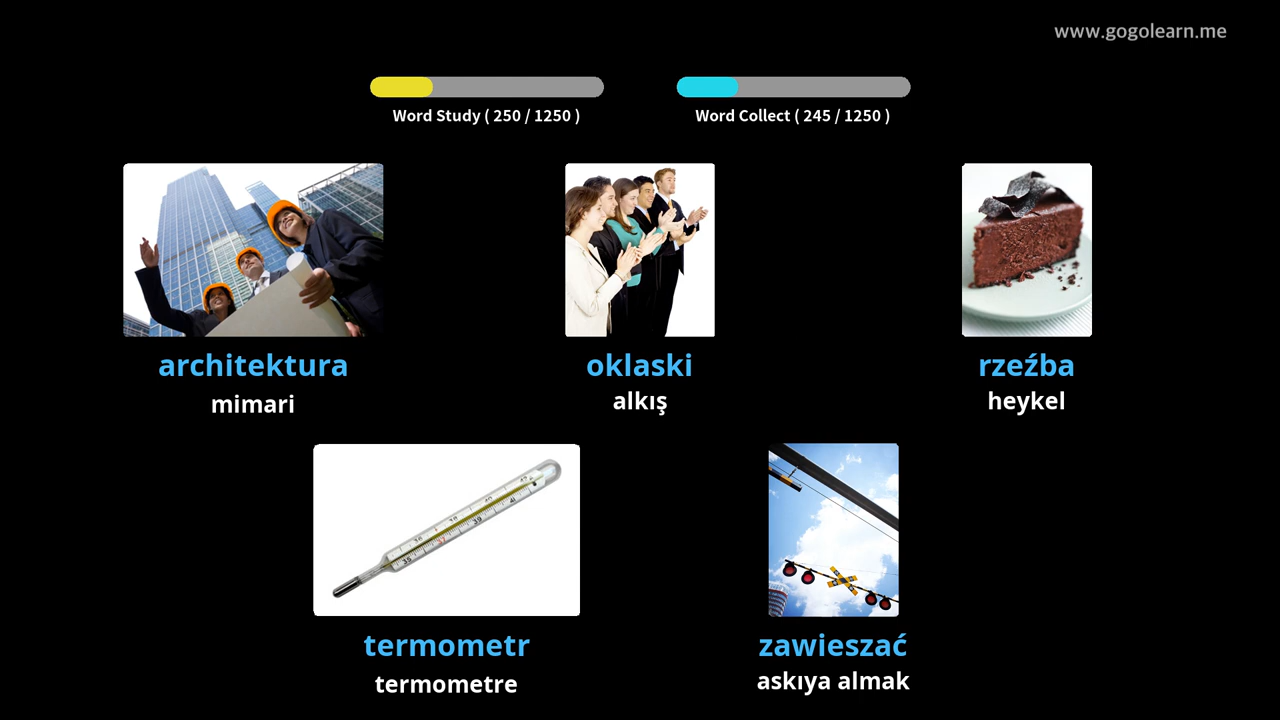 www.gogolearn.me
Word Study ( 250 / 1250 )
Word Collect ( 245 / 1250 )
architektura
mimari
oklaski
alkış
rzeźba
heykel
termometr
termometre
zawieszać
askıya almak